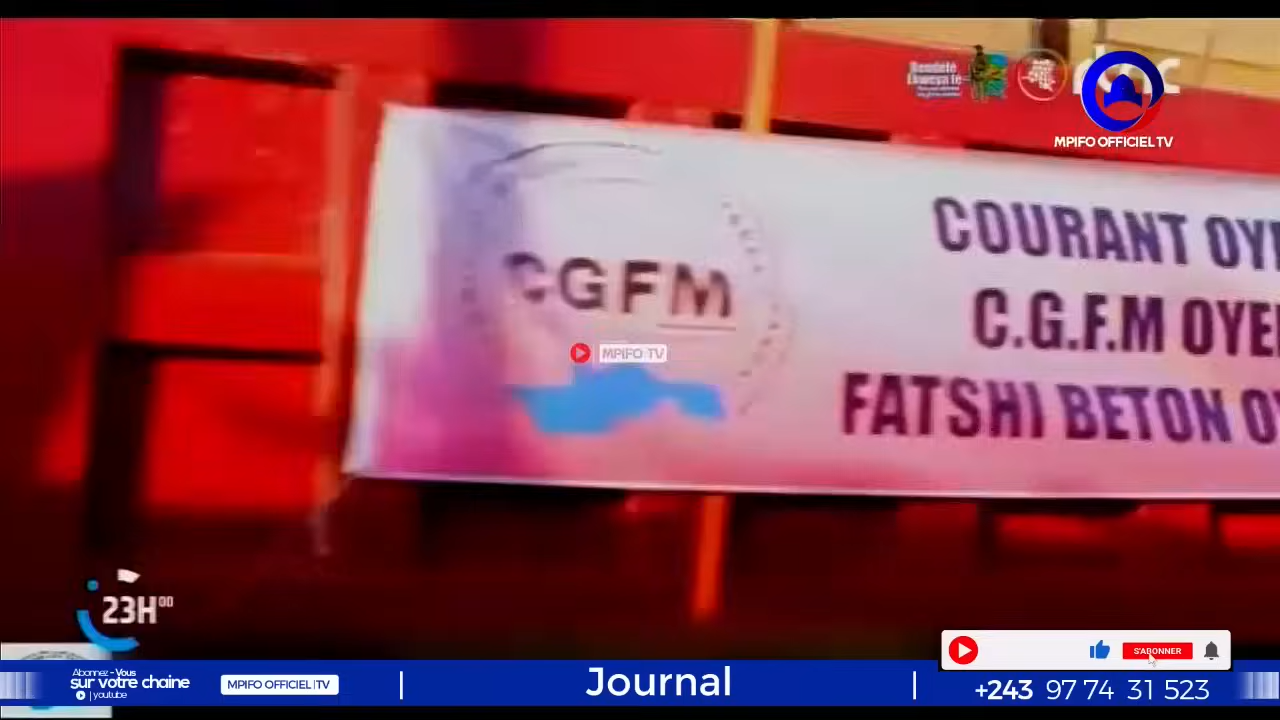 MPIFO OFFICIEL TV
COURANT OYE
C.G.F.M OYE
FATSHI BETON O
CGFM
MPIFO TV
23H00
S'ABONNER
Abonnez-Vous
sur votre chaine
youtube
MPIFO OFFICIEL TV
Journal
+243 97 74 31 523